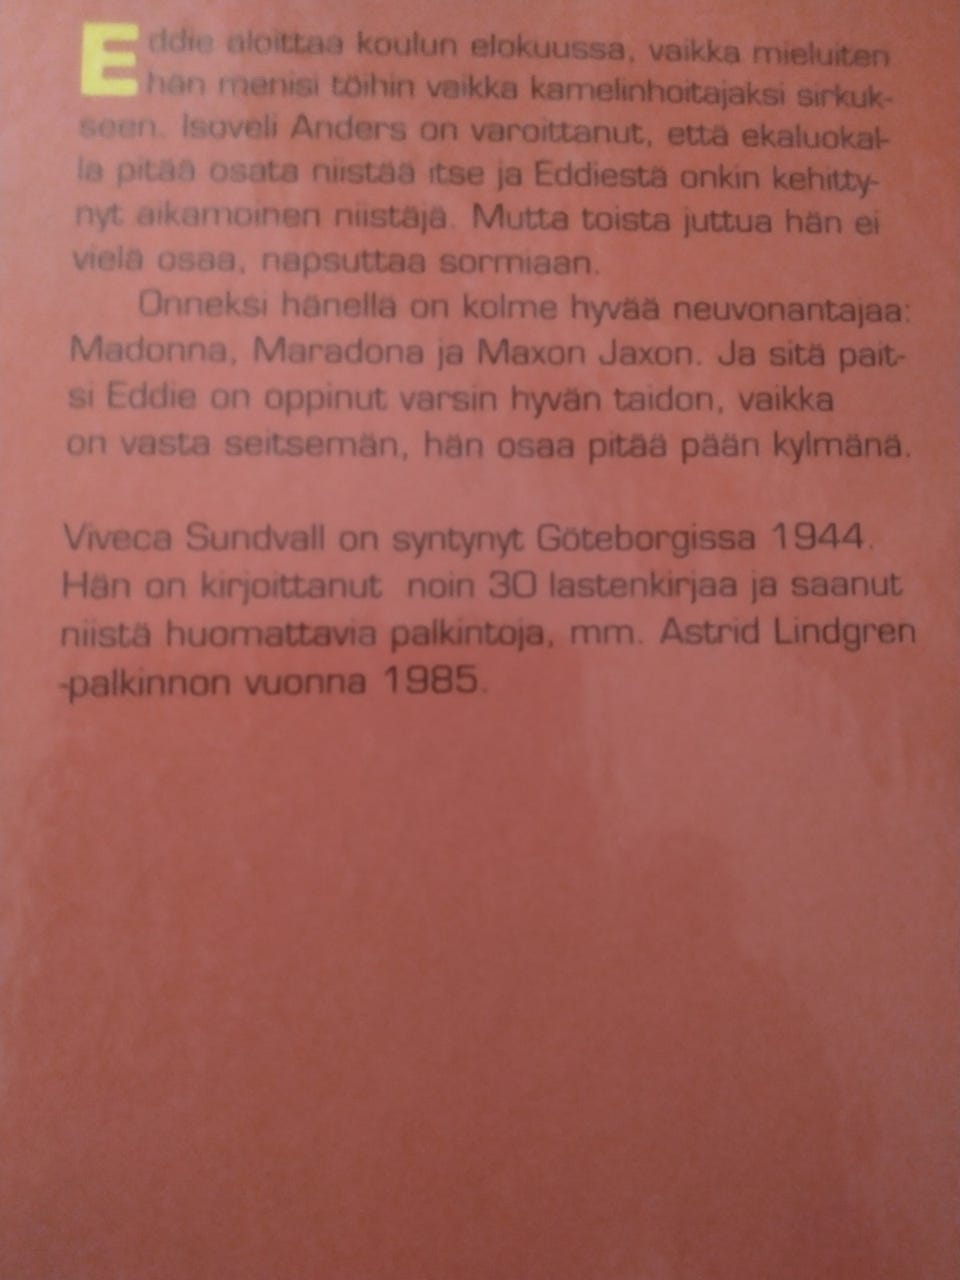 Eddie aloittaa koulun elokuussa, vaikka mieluiten
hän menisi töihin vaikka kamelinhoitajaksi sirkuk-
seen. Isoveli Anders on varoittanut, että ekaluokal-
la pitää osata niistää itse ja Eddiestä onkin kehitty-
nyt aikamoinen niistäjä. Mutta toista juttua hän ei
vielä osaa, napsuttaa sormiaan.
Onneksi hänellä on kolme hyvää neuvonantajaa:
Madonna, Maradona ja Maxon Jaxon. Ja sitä pait-
si Eddie on oppinut varsin hyvän taidon, vaikka
on vasta seitsemän, hän osaa pitää pään kylmänä.
Viveca Sundvall on syntynyt Göteborgissa 1944.
Hän on kirjoittanut noin 30 lastenkirjaa ja saanut
niistä huomattavia palkintoja, mm. Astrid Lindgren
-palkinnon vuonna 1985.